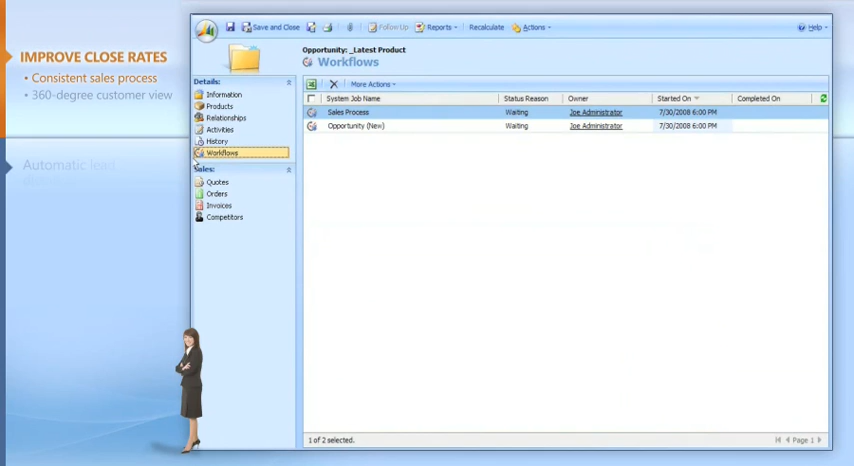 IMPROVE CLOSE RATES
• Consistent sales process
• 360-degree customer view
Automatic lead
Save and Close
Follow Up
Reports
Recalculate
Actions
Help
Opportunity: _Latest Product
Workflows
Details:
Information
Products
Relationships
Activities
History
Workflows
Sales:
Quotes
Orders
Invoices
Competitors
More Actions
System Job Name Status Reason Owner Started On Completed On
Sales Process Waiting Joe Administrator 7/30/2008 6:00 PM
Opportunity (New) Waiting Joe Administrator 7/30/2008 6:00 PM
1 of 2 selected.
Page 1